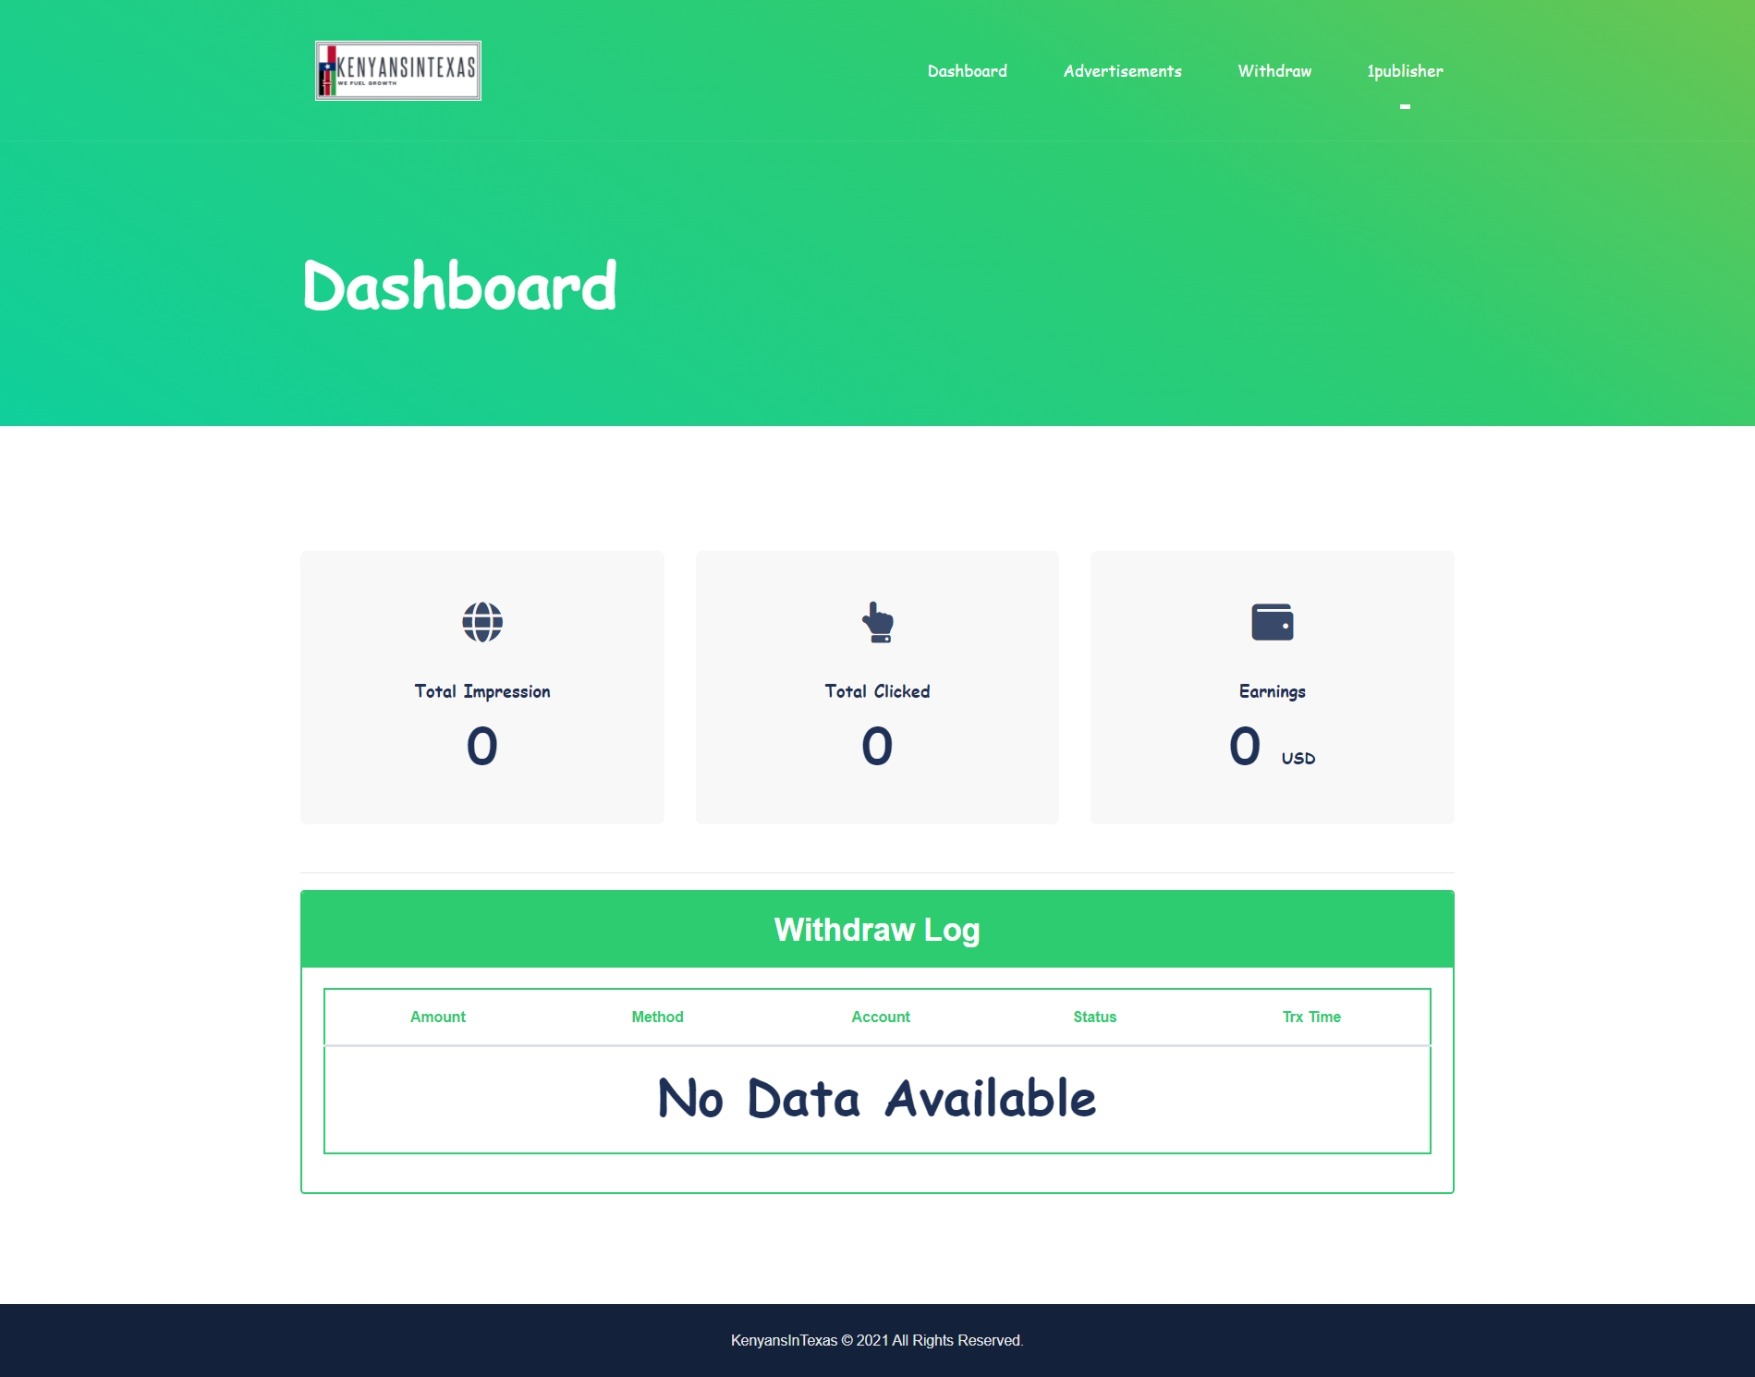 KENYANSINTEXAS
WE FUEL GROWTH
Dashboard
Advertisements
Withdraw
1publisher
Dashboard
Total Impression
0
Total Clicked
0
Earnings
0 USD
Withdraw Log
Amount Method Account Status Trx Time
No Data Available
KenyansInTexas © 2021 All Rights Reserved.